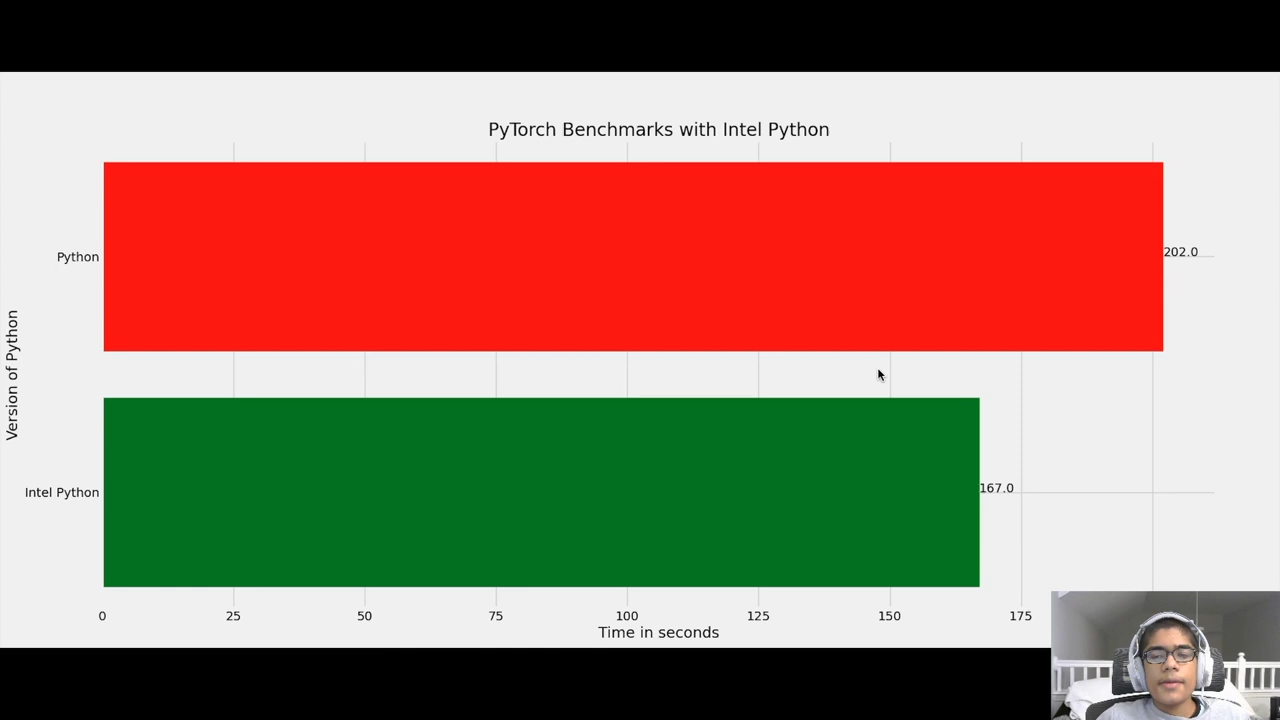 PyTorch Benchmarks with Intel Python
Python
202.0
Version of Python
Intel Python
167.0
0 25 50 75 100 125 150 175
Time in seconds